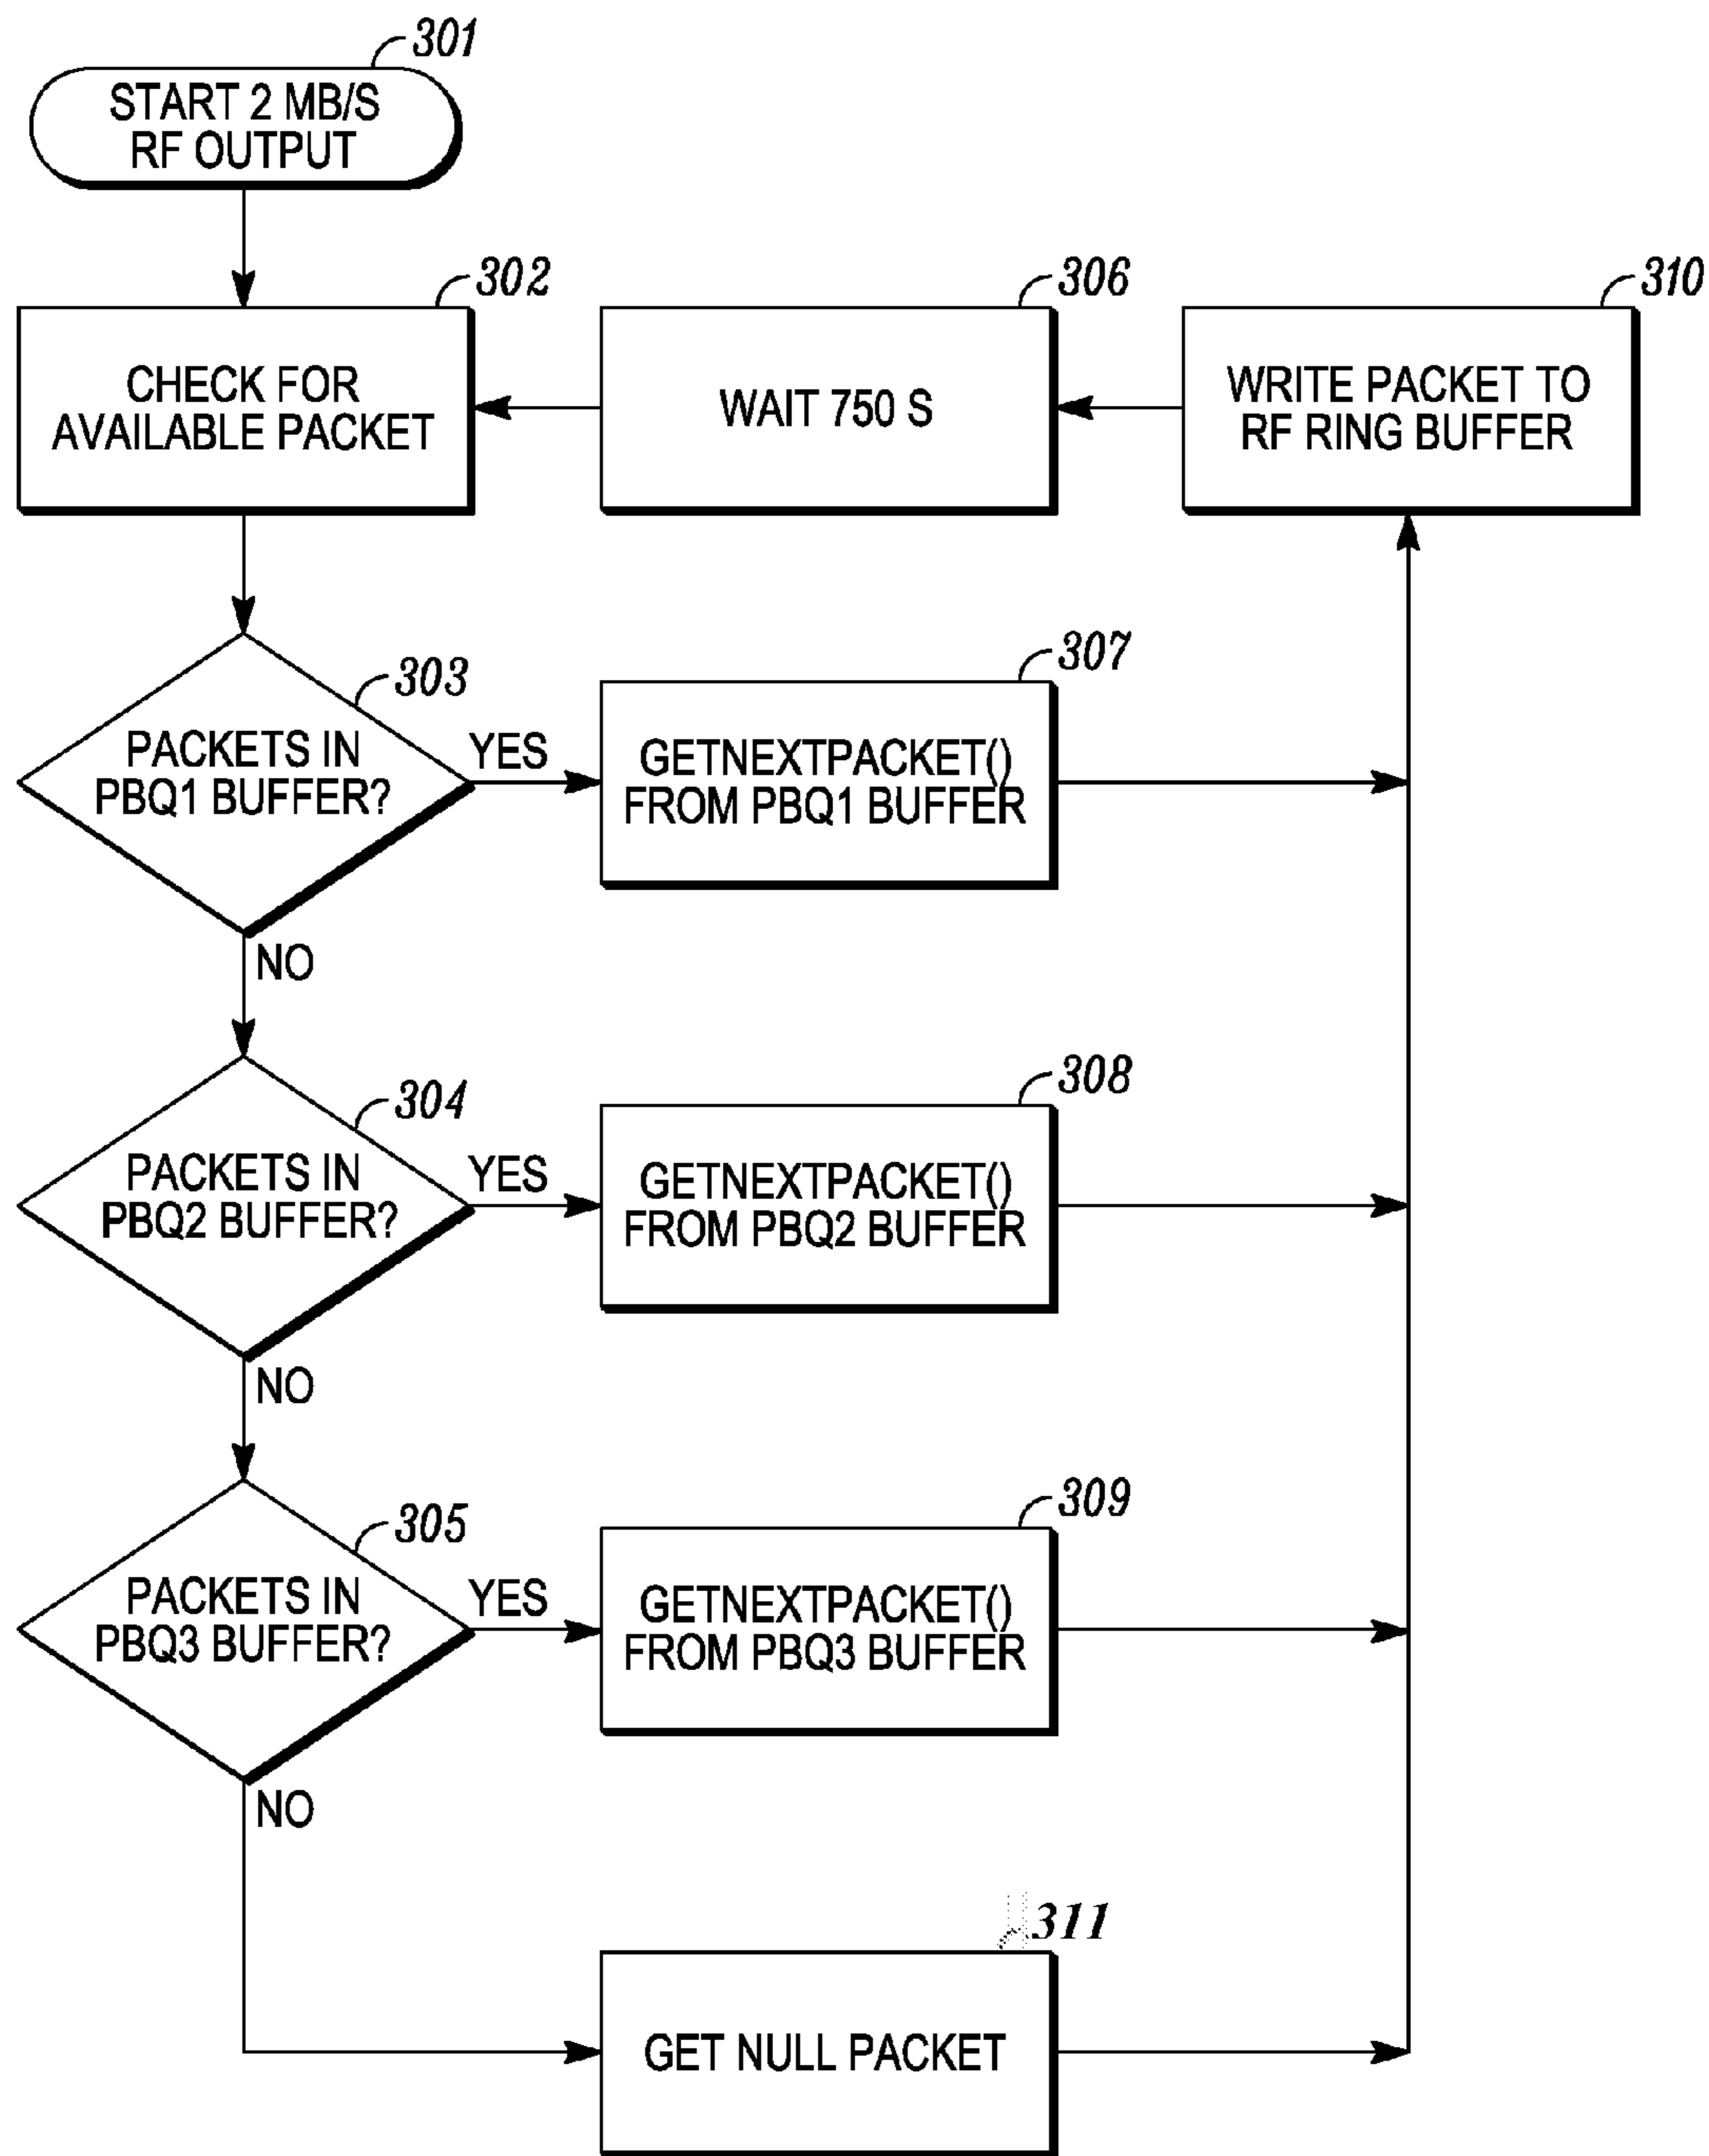 301
START 2 MB/S
RF OUTPUT
302
CHECK FOR
AVAILABLE PACKET
306
WAIT 750 S
310
WRITE PACKET TO
RF RING BUFFER
303
PACKETS IN
PBQ1 BUFFER?
YES
NO
307
GETNEXTPACKET()
FROM PBQ1 BUFFER
304
PACKETS IN
PBQ2 BUFFER?
YES
NO
308
GETNEXTPACKET()
FROM PBQ2 BUFFER
305
PACKETS IN
PBQ3 BUFFER?
YES
NO
309
GETNEXTPACKET()
FROM PBQ3 BUFFER
311
GET NULL PACKET